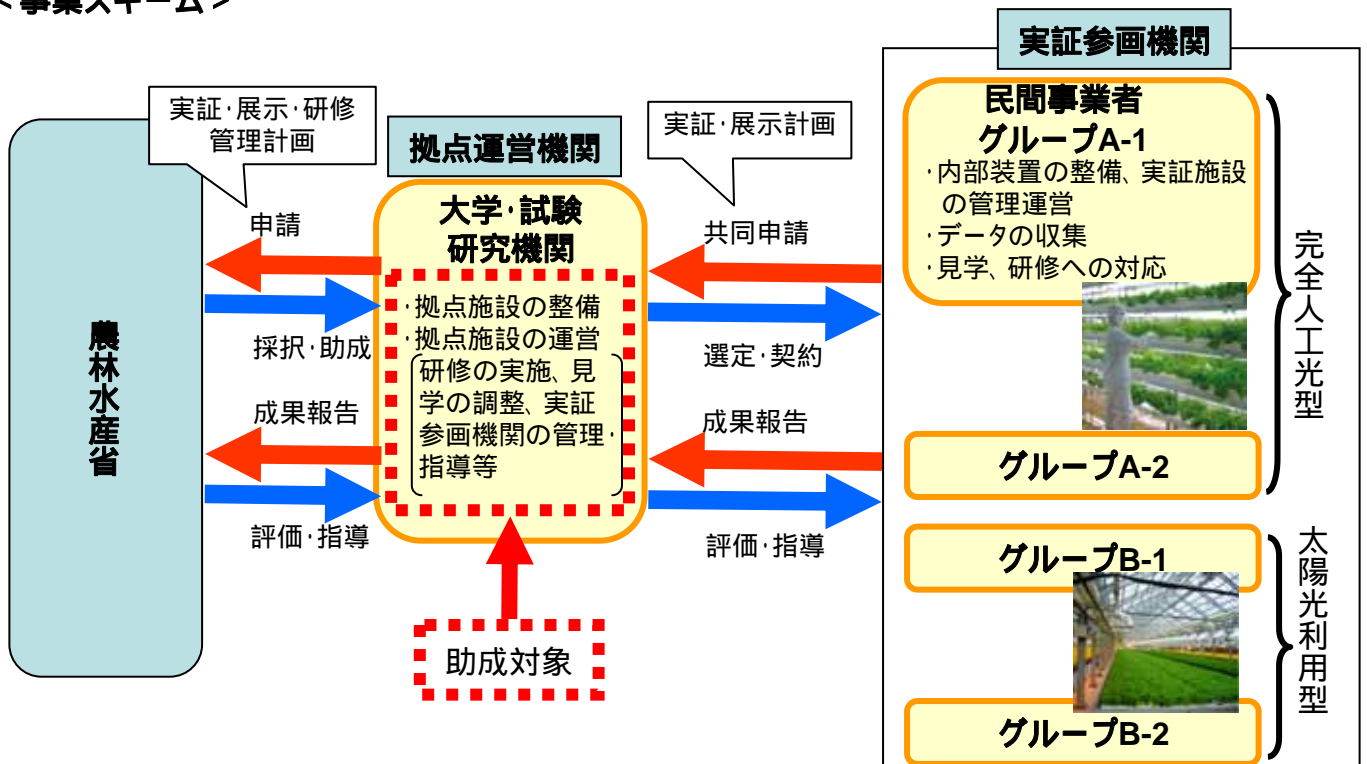 ＜事業スキーム＞
実証参画機関
実証･展示･研修
管理計画
拠点運営機関
実証･展示計画
農林水産省
申請
採択･助成
成果報告
評価･指導
大学･試験
研究機関
･拠点施設の整備
･拠点施設の運営
研修の実施、見
学の調整、実証
参画機関の管理･
指導等
助成対象
共同申請
選定･契約
成果報告
評価･指導
民間事業者
グループA-1
･内部装置の整備、実証施設
の管理運営
･データの収集
･見学、研修への対応
グループA-2
完全人工光型
グループB-1
グループB-2
太陽光利用型